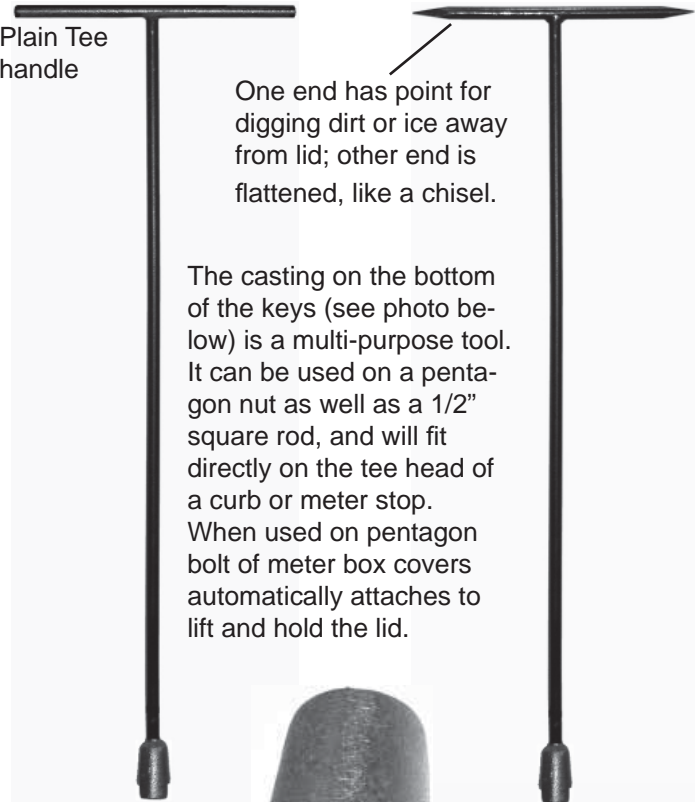 Plain Tee
handle
One end has point for
digging dirt or ice away
from lid; other end is
flattened, like a chisel.
The casting on the bottom
of the keys (see photo be-
low) is a multi-purpose tool.
It can be used on a penta-
gon nut as well as a 1/2”
square rod, and will fit
directly on the tee head of
a curb or meter stop.
When used on pentagon
bolt of meter box covers
automatically attaches to
lift and hold the lid.